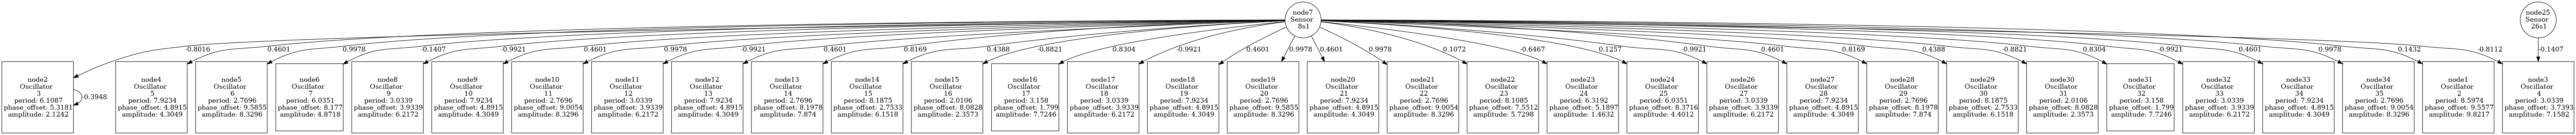 node7
Sensor
8s1
node25
Sensor
26s1
-0.8016
0.4601
0.9978
-0.1407
-0.9921
0.4601
0.9978
-0.9921
0.4601
0.8169
0.4388
-0.8821
0.8304
-0.9921
0.4601
0.9978
0.4601
0.9978
0.1072
-0.6467
0.1257
-0.9921
0.4601
0.8169
0.4388
-0.8821
0.8304
-0.9921
0.4601
0.9978
0.1432
-0.8112
-0.1407
node2
Oscillator
3
period: 6.1087
phase_offset: 5.3181
amplitude: 2.1242
-0.3948
node4
Oscillator
5
period: 7.9234
phase_offset: 4.8915
amplitude: 4.3049
node5
Oscillator
6
period: 2.7696
phase_offset: 9.5855
amplitude: 8.3296
node6
Oscillator
7
period: 6.0351
phase_offset: 8.177
amplitude: 4.8718
node8
Oscillator
9
period: 3.0339
phase_offset: 3.9339
amplitude: 6.2172
node9
Oscillator
10
period: 7.9234
phase_offset: 4.8915
amplitude: 4.3049
node10
Oscillator
11
period: 2.7696
phase_offset: 9.0054
amplitude: 8.3296
node11
Oscillator
12
period: 3.0339
phase_offset: 3.9339
amplitude: 6.2172
node12
Oscillator
13
period: 7.9234
phase_offset: 4.8915
amplitude: 4.3049
node13
Oscillator
14
period: 2.7696
phase_offset: 8.1978
amplitude: 7.874
node14
Oscillator
15
period: 8.1875
phase_offset: 2.7533
amplitude: 6.1518
node15
Oscillator
16
period: 2.0106
phase_offset: 8.0828
amplitude: 2.3573
node16
Oscillator
17
period: 3.158
phase_offset: 1.799
amplitude: 7.7246
node17
Oscillator
18
period: 3.0339
phase_offset: 3.9339
amplitude: 6.2172
node18
Oscillator
19
period: 7.9234
phase_offset: 4.8915
amplitude: 4.3049
node19
Oscillator
20
period: 2.7696
phase_offset: 9.5855
amplitude: 8.3296
node20
Oscillator
21
period: 7.9234
phase_offset: 4.8915
amplitude: 4.3049
node21
Oscillator
22
period: 2.7696
phase_offset: 9.0054
amplitude: 8.3296
node22
Oscillator
23
period: 8.1085
phase_offset: 7.5512
amplitude: 5.7298
node23
Oscillator
24
period: 6.3192
phase_offset: 5.1897
amplitude: 1.4632
node24
Oscillator
25
period: 6.0351
phase_offset: 8.3716
amplitude: 4.4012
node26
Oscillator
27
period: 3.0339
phase_offset: 3.9339
amplitude: 6.2172
node27
Oscillator
28
period: 7.9234
phase_offset: 4.8915
amplitude: 4.3049
node28
Oscillator
29
period: 2.7696
phase_offset: 8.1978
amplitude: 7.874
node29
Oscillator
30
period: 8.1875
phase_offset: 2.7533
amplitude: 6.1518
node30
Oscillator
31
period: 2.0106
phase_offset: 8.0828
amplitude: 2.3573
node31
Oscillator
32
period: 3.158
phase_offset: 1.799
amplitude: 7.7246
node32
Oscillator
33
period: 3.0339
phase_offset: 3.9339
amplitude: 6.2172
node33
Oscillator
34
period: 7.9234
phase_offset: 4.8915
amplitude: 4.3049
node34
Oscillator
35
period: 2.7696
phase_offset: 9.0054
amplitude: 8.3296
node1
Oscillator
2
period: 8.5974
phase_offset: 9.5577
amplitude: 9.8217
node3
Oscillator
4
period: 3.0339
phase_offset: 3.7393
amplitude: 7.1582